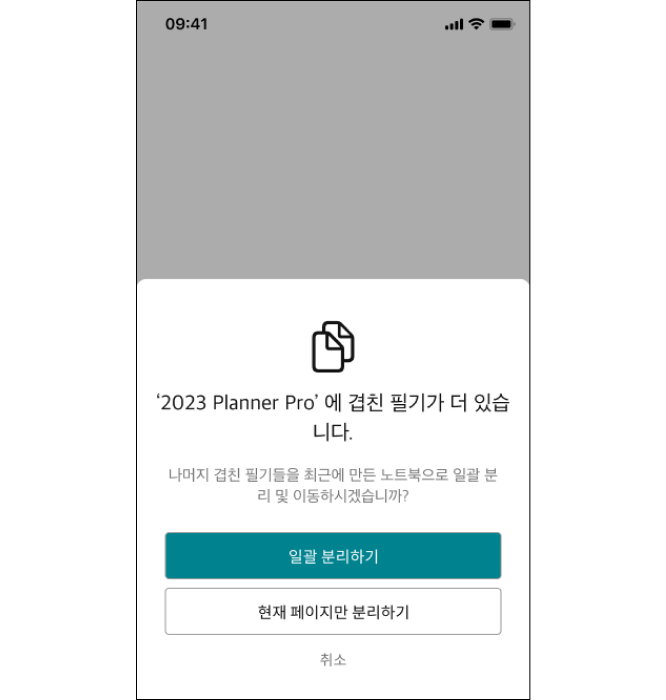 09:41
‘2023 Planner Pro’ 에 겹친 필기가 더 있습
니다.
나머지 겹친 필기들을 최근에 만든 노트북으로 일괄 분
리 및 이동하시겠습니까?
일괄 분리하기
현재 페이지만 분리하기
취소